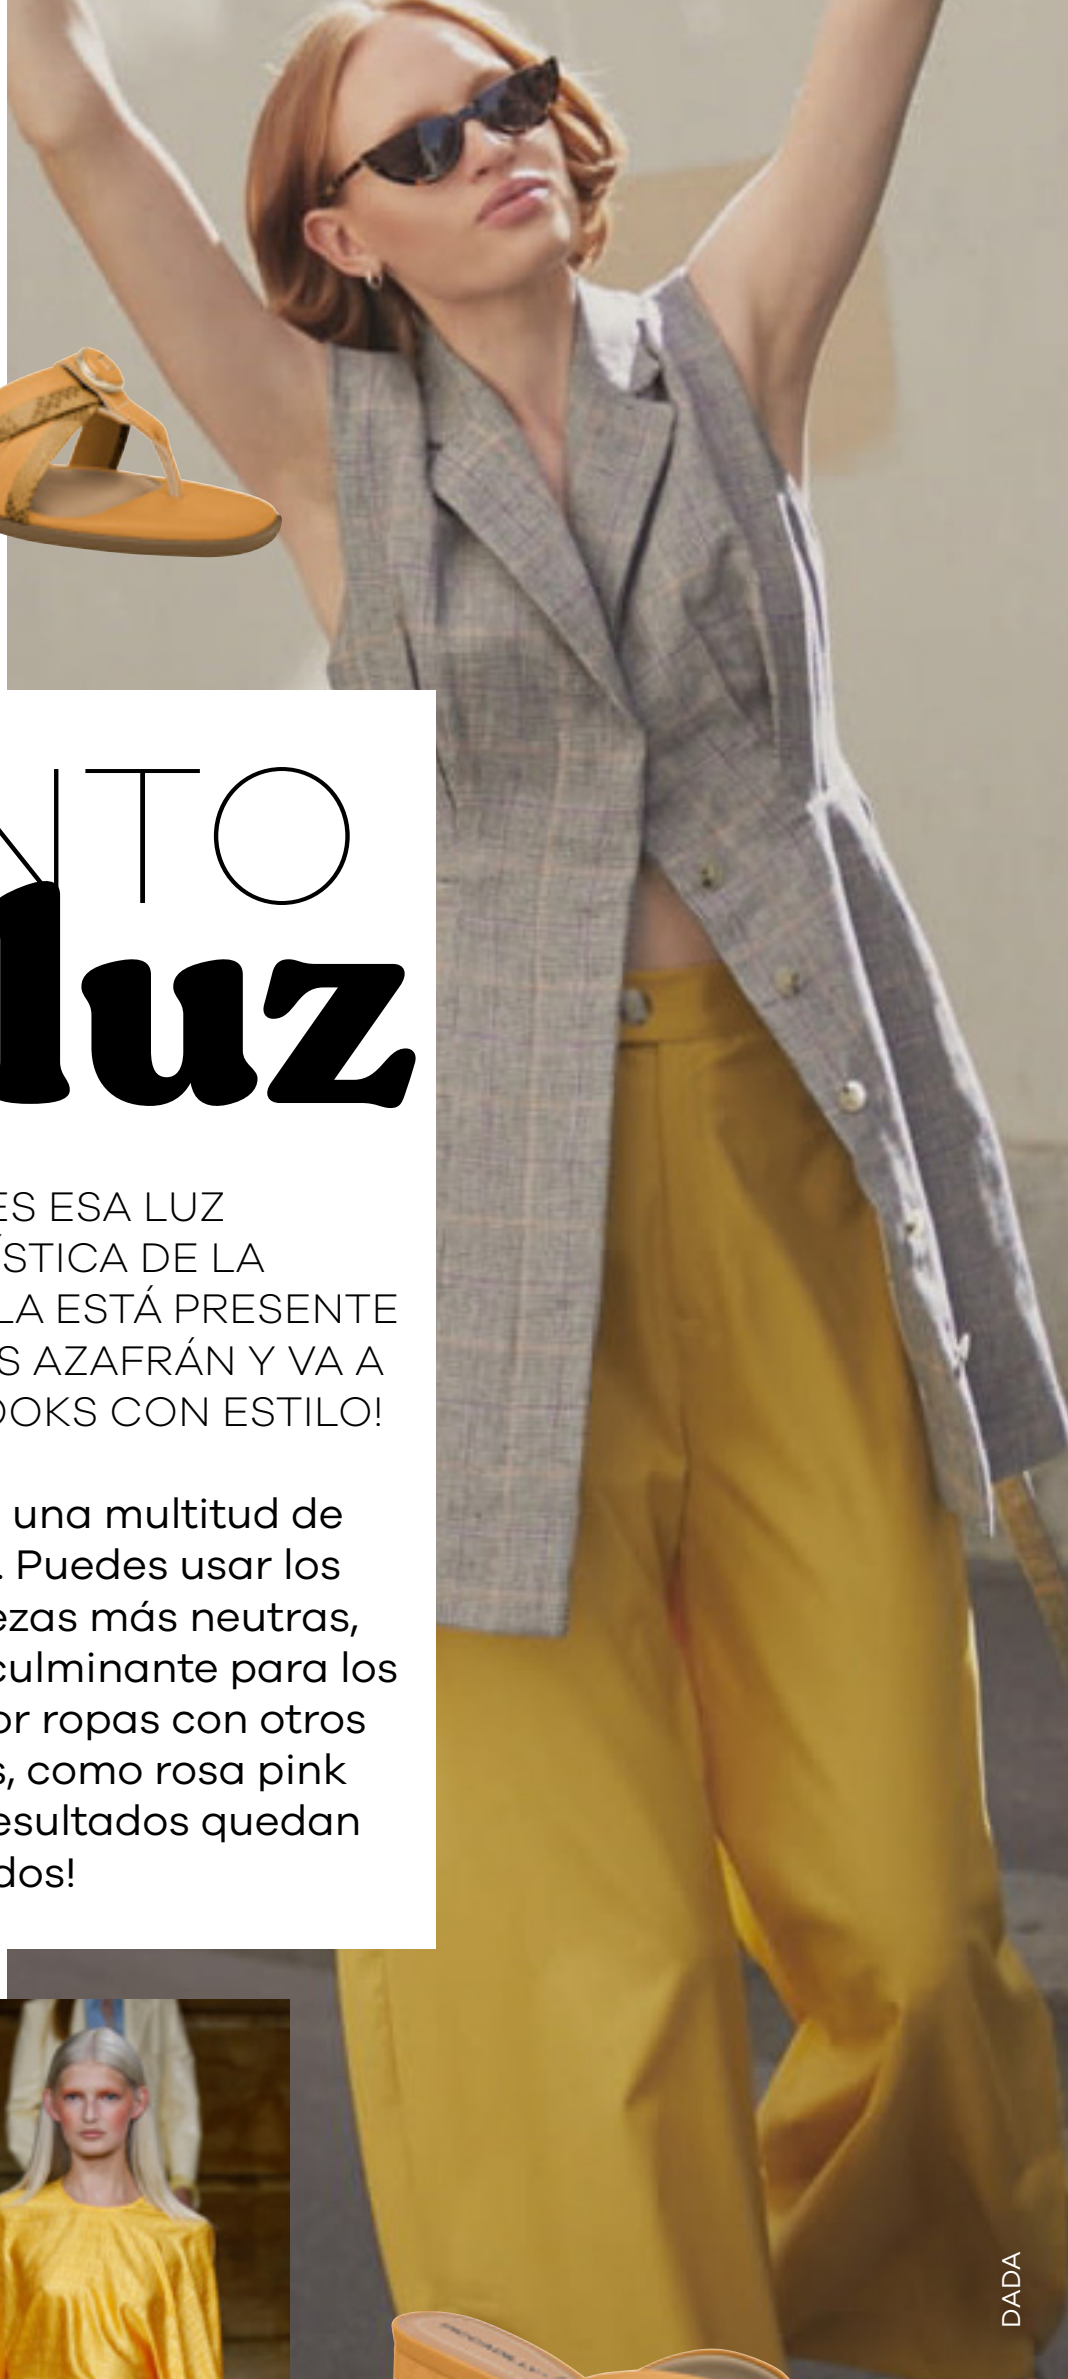 NTO
luz
ES ESA LUZ
ÍSTICA DE LA
LA ESTÁ PRESENTE
S AZAFRÁN Y VA A
OOKS CON ESTILO!
una multitud de
. Puedes usar los
ezas más neutras,
culminante para los
or ropas con otros
s, como rosa pink
esultados quedan
dos!
DADA
PICCADILLY